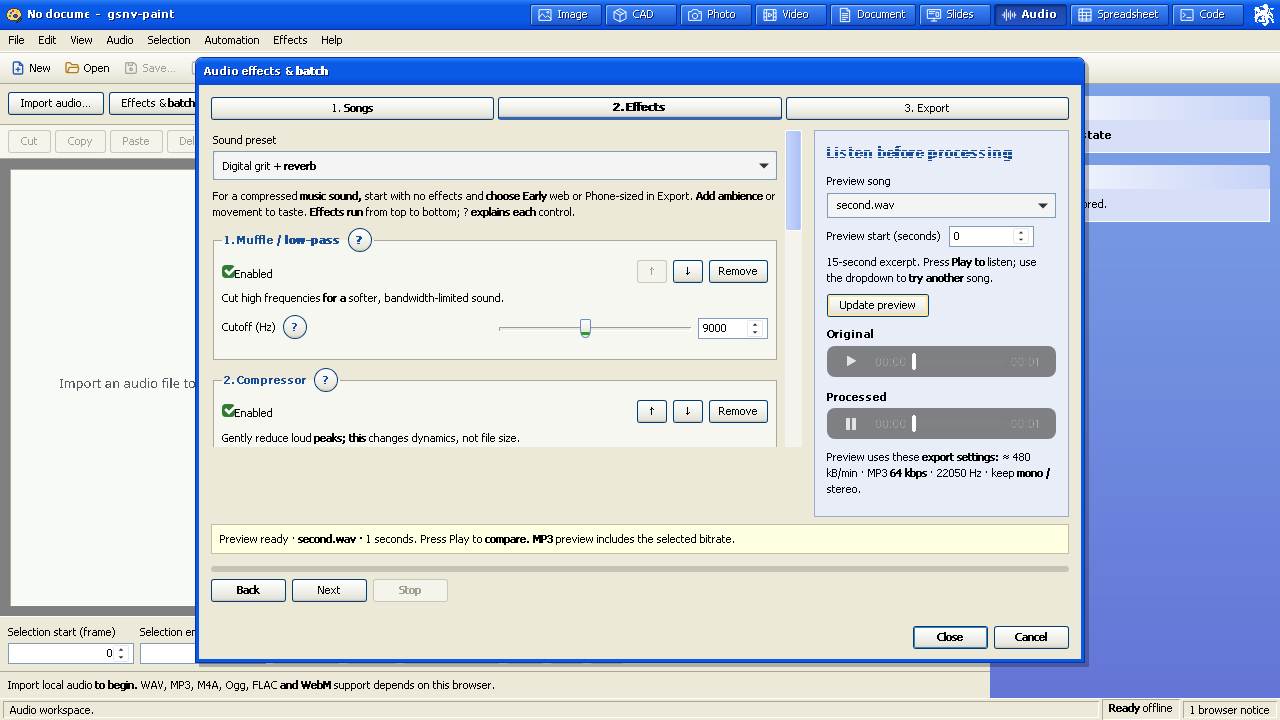 No docume - gsnv-paint
Image
CAD
Photo
Video
Document
Slides
Audio
Spreadsheet
Code
File Edit View Audio Selection Automation Effects Help
New Open Save...
Audio effects & batch
Import audio... Effects & batch
1. Songs
2. Effects
3. Export
Cut Copy Paste Del
Sound preset
Digital grit + reverb
For a compressed music sound, start with no effects and choose Early web or Phone-sized in Export. Add ambience or
movement to taste. Effects run from top to bottom; ? explains each control.
1. Muffle / low-pass ?
Enabled
↑ ↓ Remove
Cut high frequencies for a softer, bandwidth-limited sound.
Cutoff (Hz) ?
9000
2. Compressor ?
Enabled
↑ ↓ Remove
Gently reduce loud peaks; this changes dynamics, not file size.
Listen before processing
Preview song
second.wav
Preview start (seconds) 0
15-second excerpt. Press Play to listen; use
the dropdown to try another song.
Update preview
Original
00:00 00:01
Processed
00:00 00:01
Preview uses these export settings: ≈ 480
kB/min · MP3 64 kbps · 22050 Hz · keep mono /
stereo.
Import an audio file to
Preview ready · second.wav · 1 seconds. Press Play to compare. MP3 preview includes the selected bitrate.
Back Next Stop
Close Cancel
Selection start (frame) Selection er
0
Import local audio to begin. WAV, MP3, M4A, Ogg, FLAC and WebM support depends on this browser.
Audio workspace.
Ready offline
1 browser notice